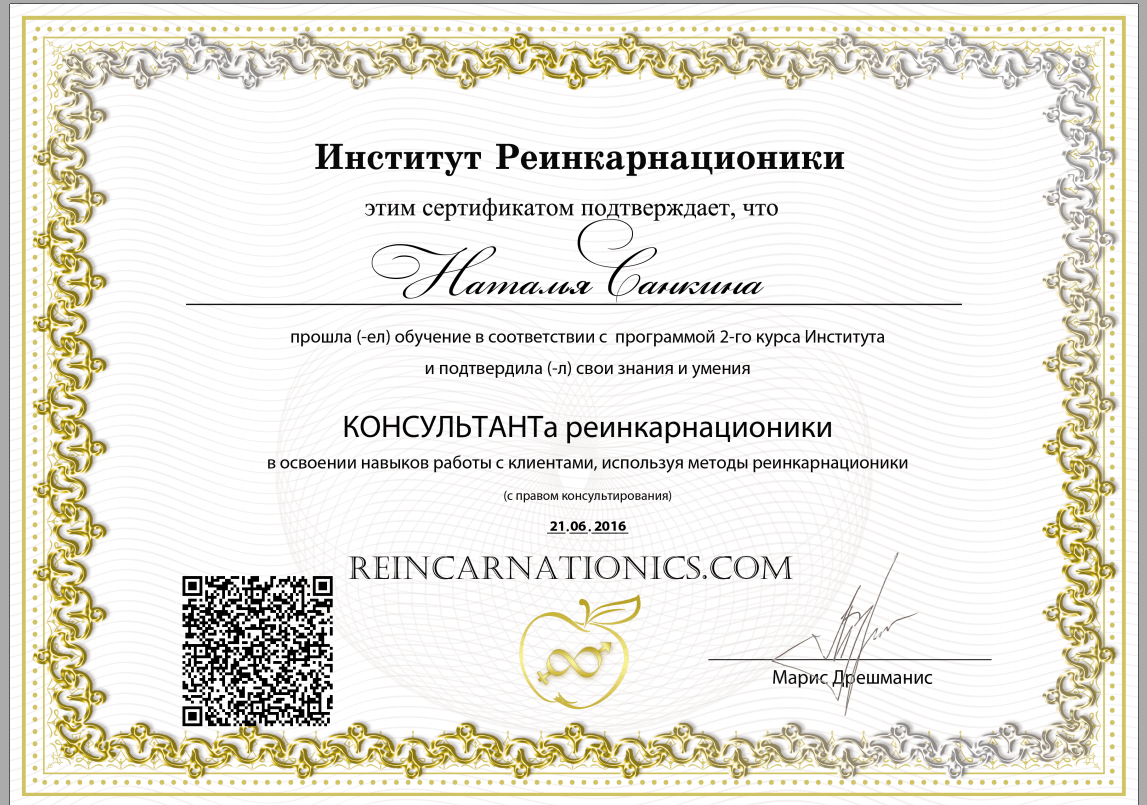 Институт Реинкарнационики
этим сертификатом подтверждает, что
Наталья Санкина
прошла (-ел) обучение в соответствии с программой 2-го курса Института
и подтвердила (-л) свои знания и умения
КОНСУЛЬТАНТа реинкарнационики
в освоении навыков работы с клиентами, используя методы реинкарнационики
(с правом консультирования)
21.06.2016
REINCARNATIONICS.COM
Марис Дрешманис